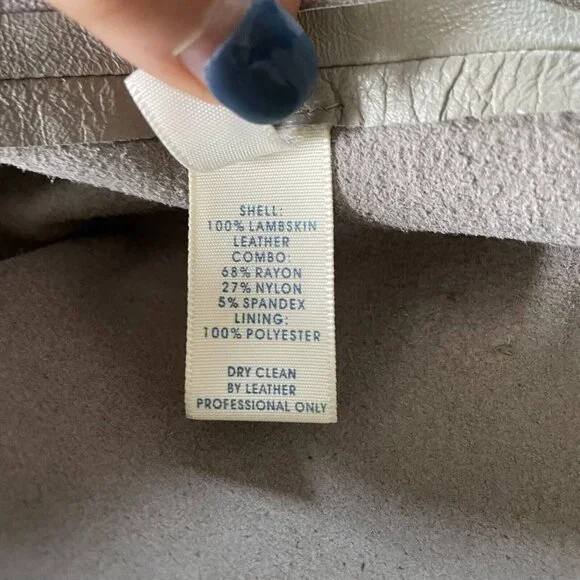 SHELL:
100% LAMBSKIN
LEATHER
COMBO:
68% RAYON
27% NYLON
5% SPANDEX
LINING:
100% POLYESTER
DRY CLEAN
BY LEATHER
PROFESSIONAL ONLY